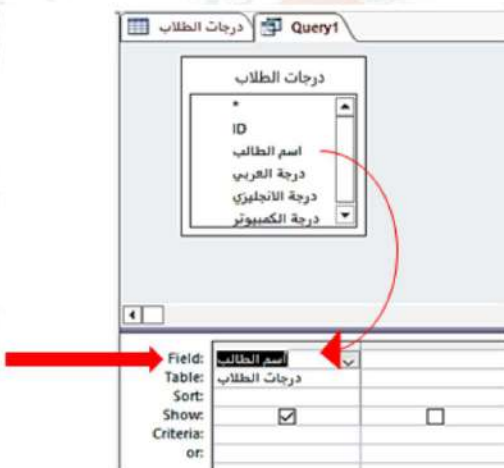 درجات الطلاب Query1
درجات الطلاب
*
ID
اسم الطالب
درجة العربي
درجة الانجليزي
درجة الكمبيوتر
Field: اسم الطالب
Table: درجات الطلاب
Sort:
Show:
Criteria:
or: